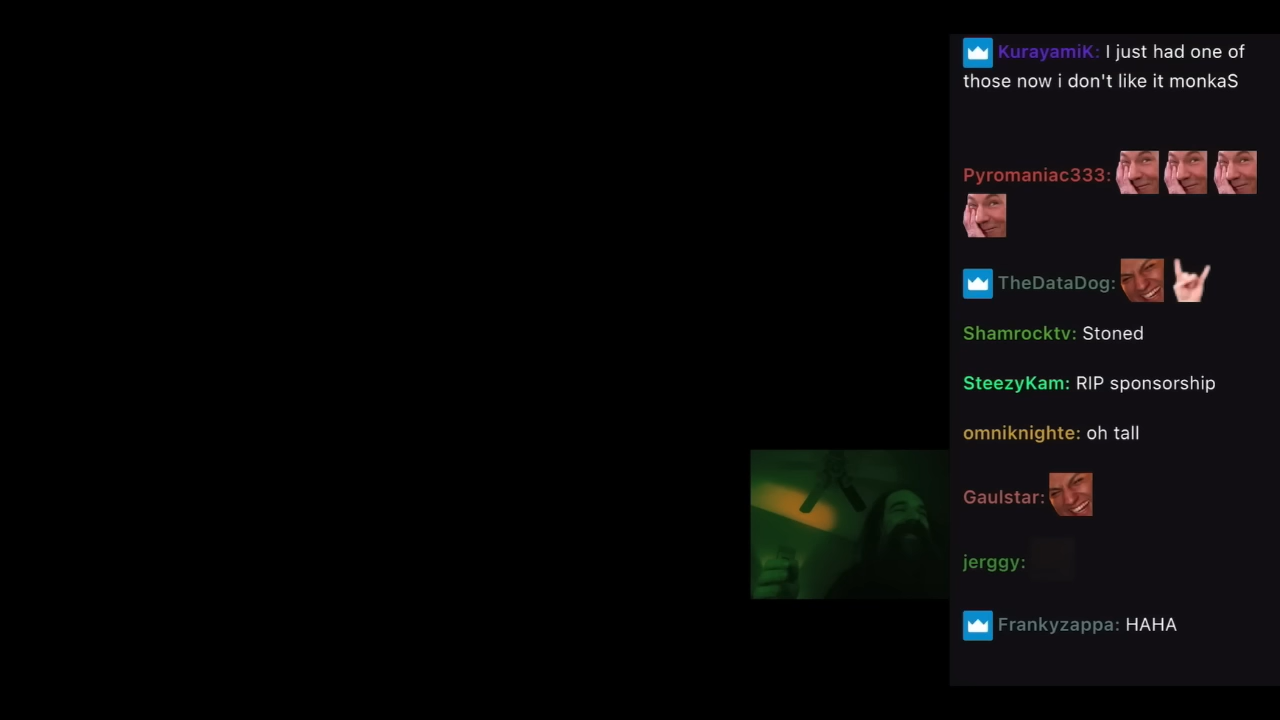 KurayamiK: I just had one of
those now i don't like it monkaS
Pyromaniac333:
TheDataDog:
Shamrocktv: Stoned
SteezyKam: RIP sponsorship
omniknighte: oh tall
Gaulstar:
jerggy:
Frankyzappa: HAHA